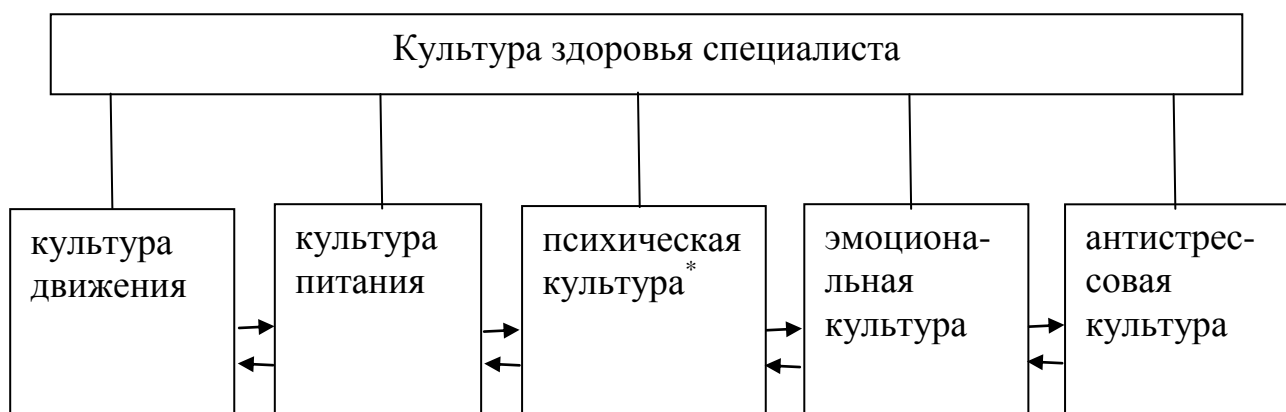 Культура здоровья специалиста
культура
движения
культура
питания
психическая
культура*
эмоциона-
льная
культура
антистрес-
совая
культура